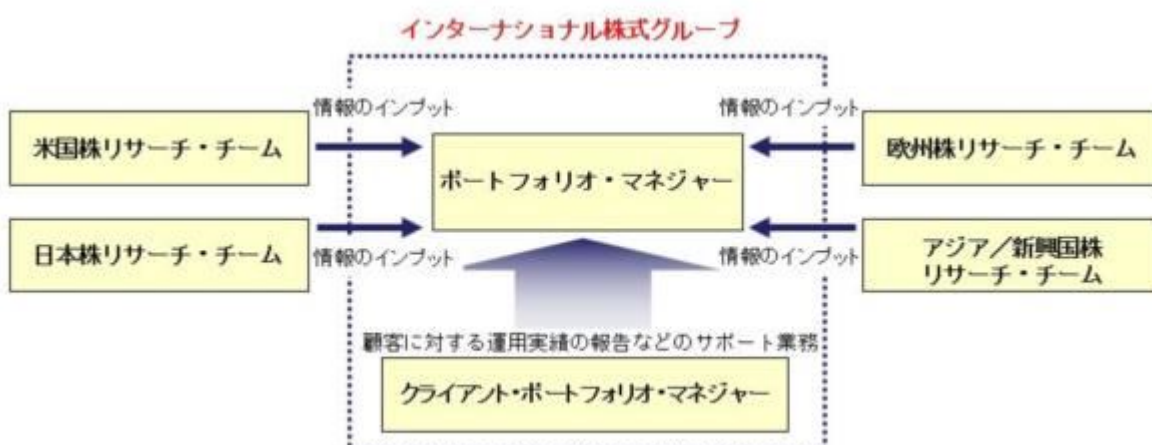 インターナショナル株式グループ
情報のインプット
情報のインプット
米国株リサーチ・チーム
欧州株リサーチ・チーム
ポートフォリオ・マネジャー
日本株リサーチ・チーム
情報のインプット
情報のインプット
アジア／新興国株
リサーチ・チーム
顧客に対する運用実績の報告などのサポート業務
クライアント・ポートフォリオ・マネジャー